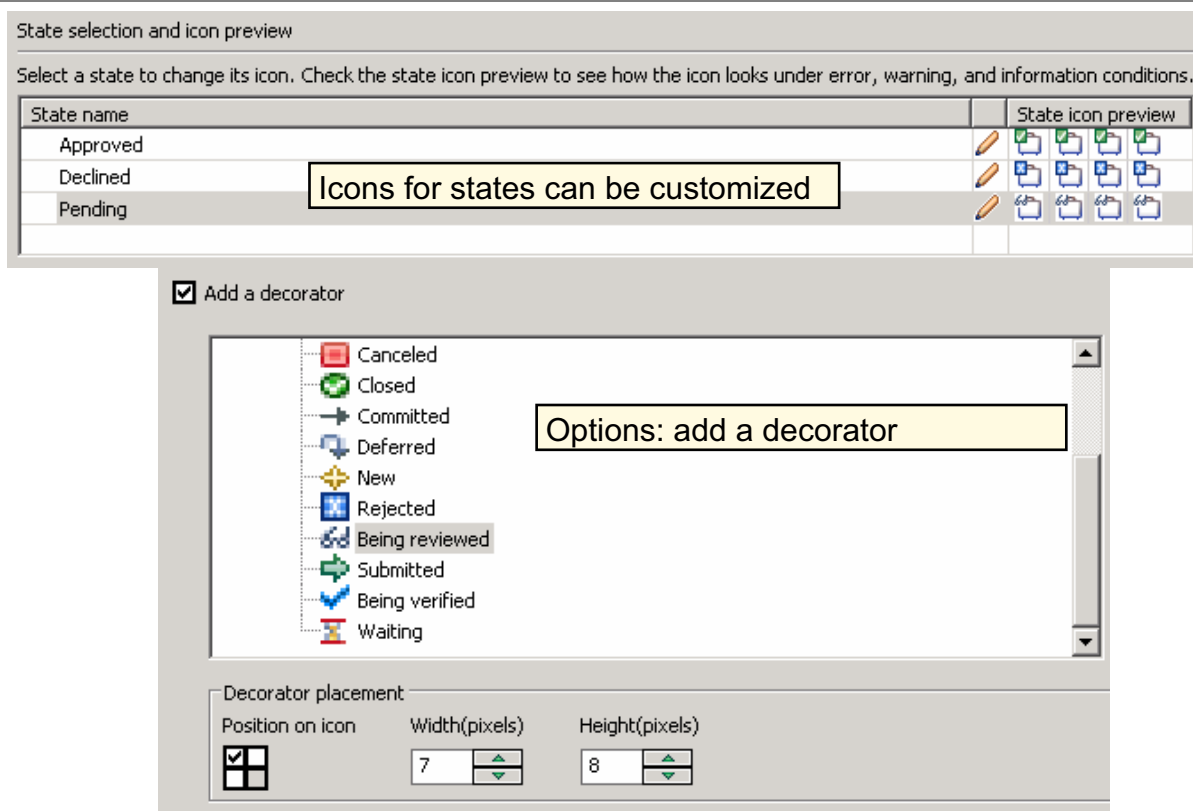 State selection and icon preview
Select a state to change its icon. Check the state icon preview to see how the icon looks under error, warning, and information conditions.
State name State icon preview
Approved
Declined
Icons for states can be customized
Pending
Add a decorator
Canceled
Closed
Committed
Options: add a decorator
Deferred
New
Rejected
Being reviewed
Submitted
Being verified
Waiting
Decorator placement
Position on icon Width(pixels) Height(pixels)
7 8